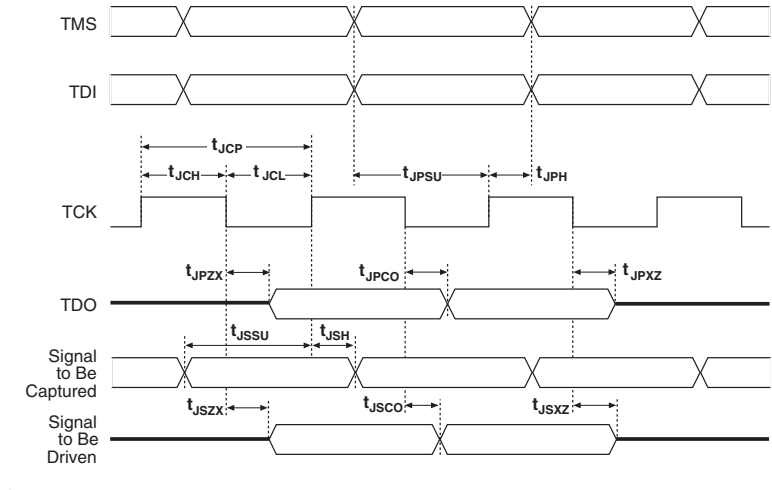 TMS
TDI
tJCP
tJCH tJCL tJPSU tJPH
TCK
tJPZX tJPCO tJPXZ
TDO
tJSSU tJSH
Signal
to Be
Captured
tJSZX tJSCO tJSXZ
Signal
to Be
Driven